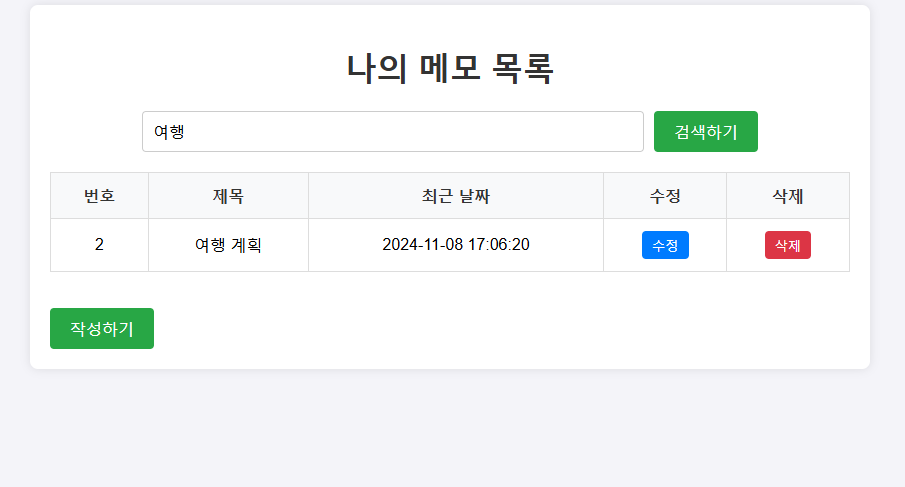 나의 메모 목록
여행 검색하기
번호 제목 최근 날짜 수정 삭제
2 여행 계획 2024-11-08 17:06:20 수정 삭제
작성하기